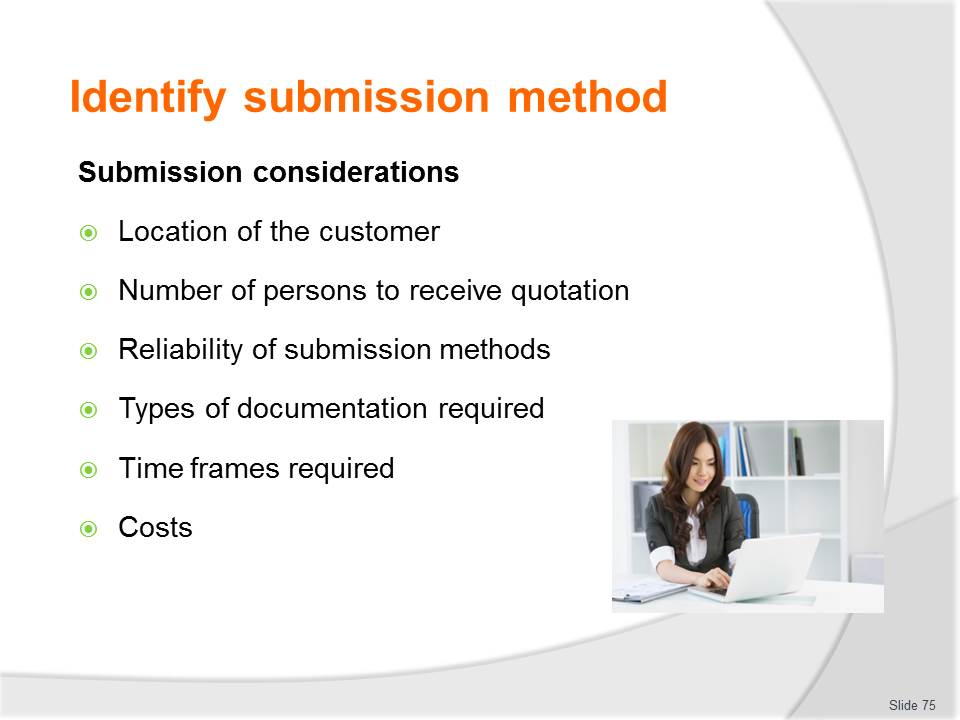 Identify submission method
Submission considerations
Location of the customer
Number of persons to receive quotation
Reliability of submission methods
Types of documentation required
Time frames required
Costs
Slide 75